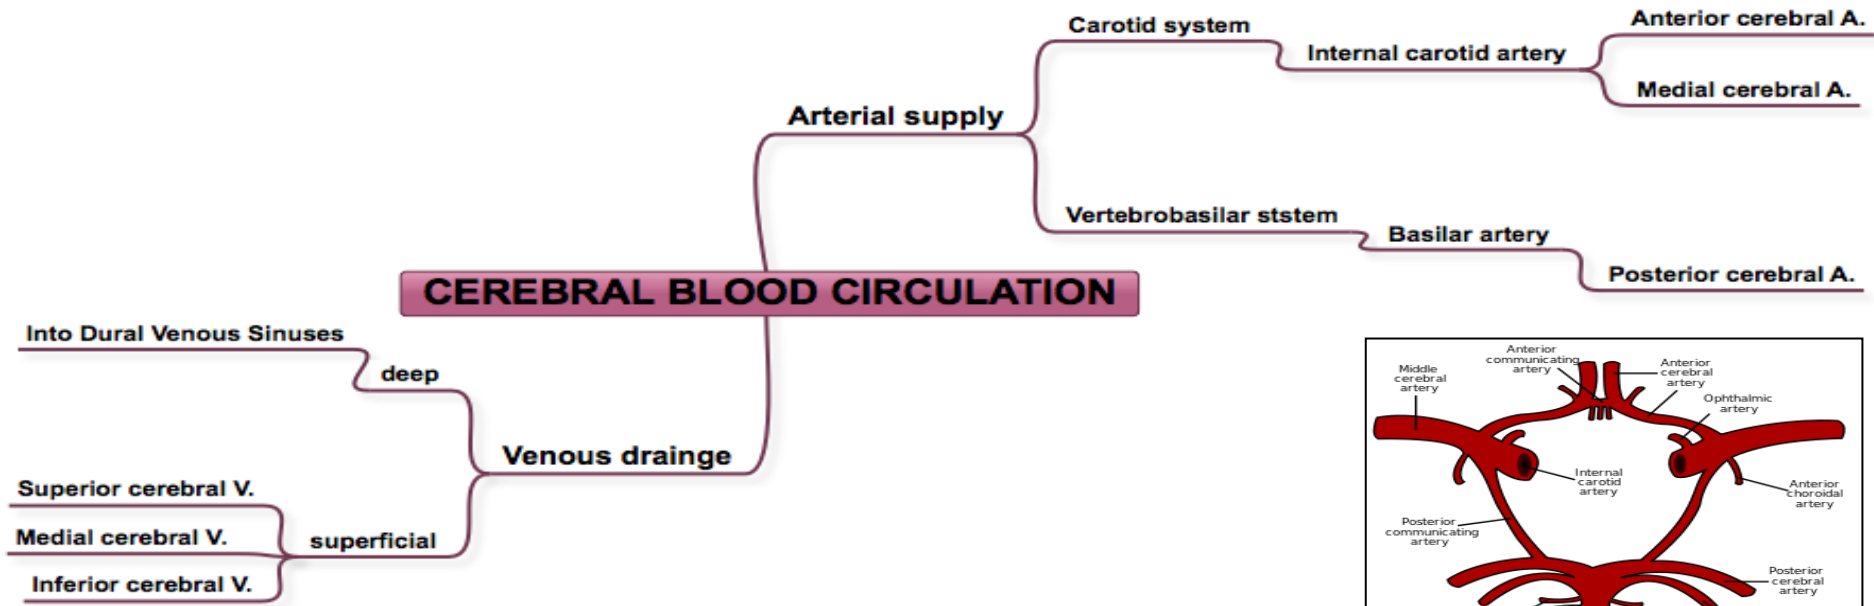 Anterior cerebral A.
Carotid system
Internal carotid artery
Medial cerebral A.
Arterial supply
Vertebrobasilar ststem
Basilar artery
Posterior cerebral A.
CEREBRAL BLOOD CIRCULATION
Into Dural Venous Sinuses
deep
Venous drainge
Superior cerebral V.
Medial cerebral V.
superficial
Inferior cerebral V.
Anterior
communicating
artery
Middle
cerebral
artery
Anterior
cerebral
artery
Ophthalmic
artery
Internal
carotid
artery
Anterior
choroidal
artery
Posterior
communicating
artery
Posterior
cerebral
artery